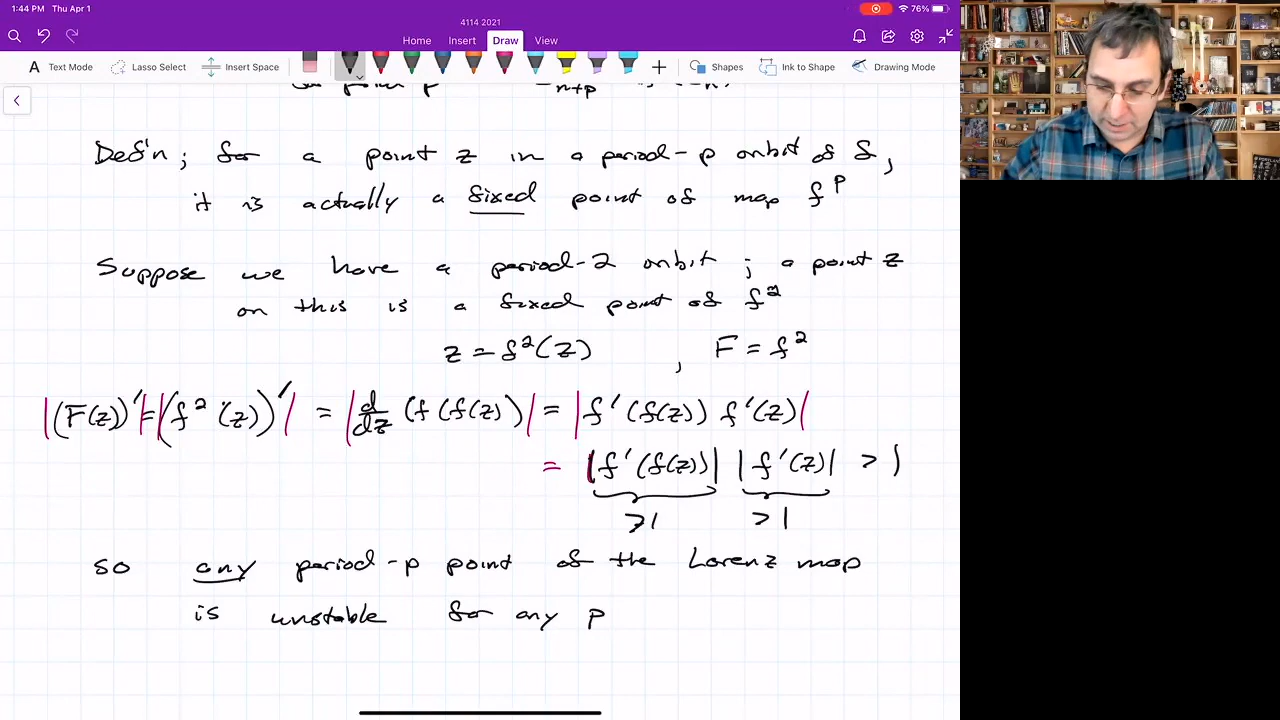 1:44 PM Thu Apr 1
76%
4114 2021
Home Insert Draw View
Text Mode Lasso Select Insert Space Shapes Ink to Shape Drawing Mode
n+p
Def'n ; for a point z in a period-p orbit of f,
it is actually a fixed point of map f^p
Suppose we have a period-2 orbit ; a point z
on this is a fixed point of f^2
z = f^2(z) , F = f^2
|(F(z))'| = |(f^2(z))'| = |d/dz (f(f(z))| = |f'(f(z)) f'(z)|
= |f'(f(z))| |f'(z)| > 1
>1 >1
so any period-p point of the Lorenz map
is unstable for any p